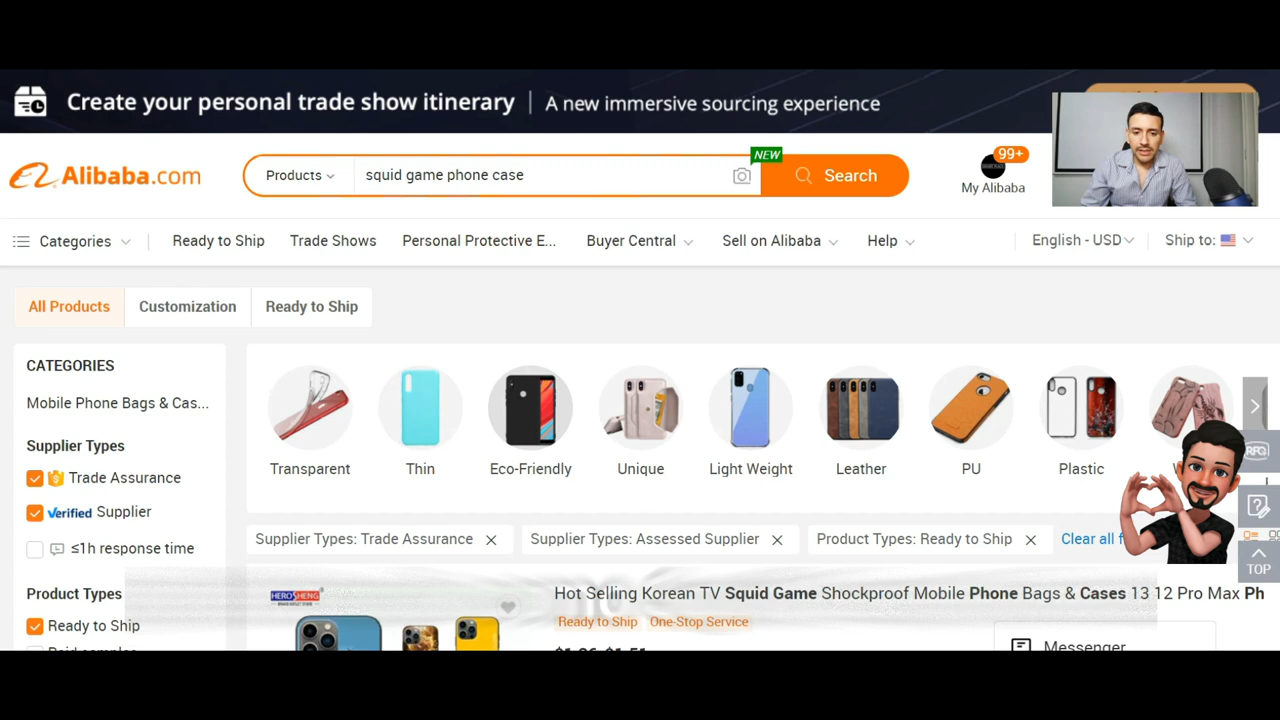 Create your personal trade show itinerary | A new immersive sourcing experience
Alibaba.com
Products
squid game phone case
NEW
Search
99+
My Alibaba
Categories
Ready to Ship
Trade Shows
Personal Protective E...
Buyer Central
Sell on Alibaba
Help
English - USD
Ship to:
All Products
Customization
Ready to Ship
CATEGORIES
Mobile Phone Bags & Cas...
Supplier Types
Trade Assurance
Verified Supplier
≤1h response time
Product Types
Ready to Ship
Transparent
Thin
Eco-Friendly
Unique
Light Weight
Leather
PU
Plastic
RFQ
Supplier Types: Trade Assurance
Supplier Types: Assessed Supplier
Product Types: Ready to Ship
Clear all f
TOP
HEROSHENG
Hot Selling Korean TV Squid Game Shockproof Mobile Phone Bags & Cases 13 12 Pro Max Ph
Ready to Ship
One-Stop Service
Messenger